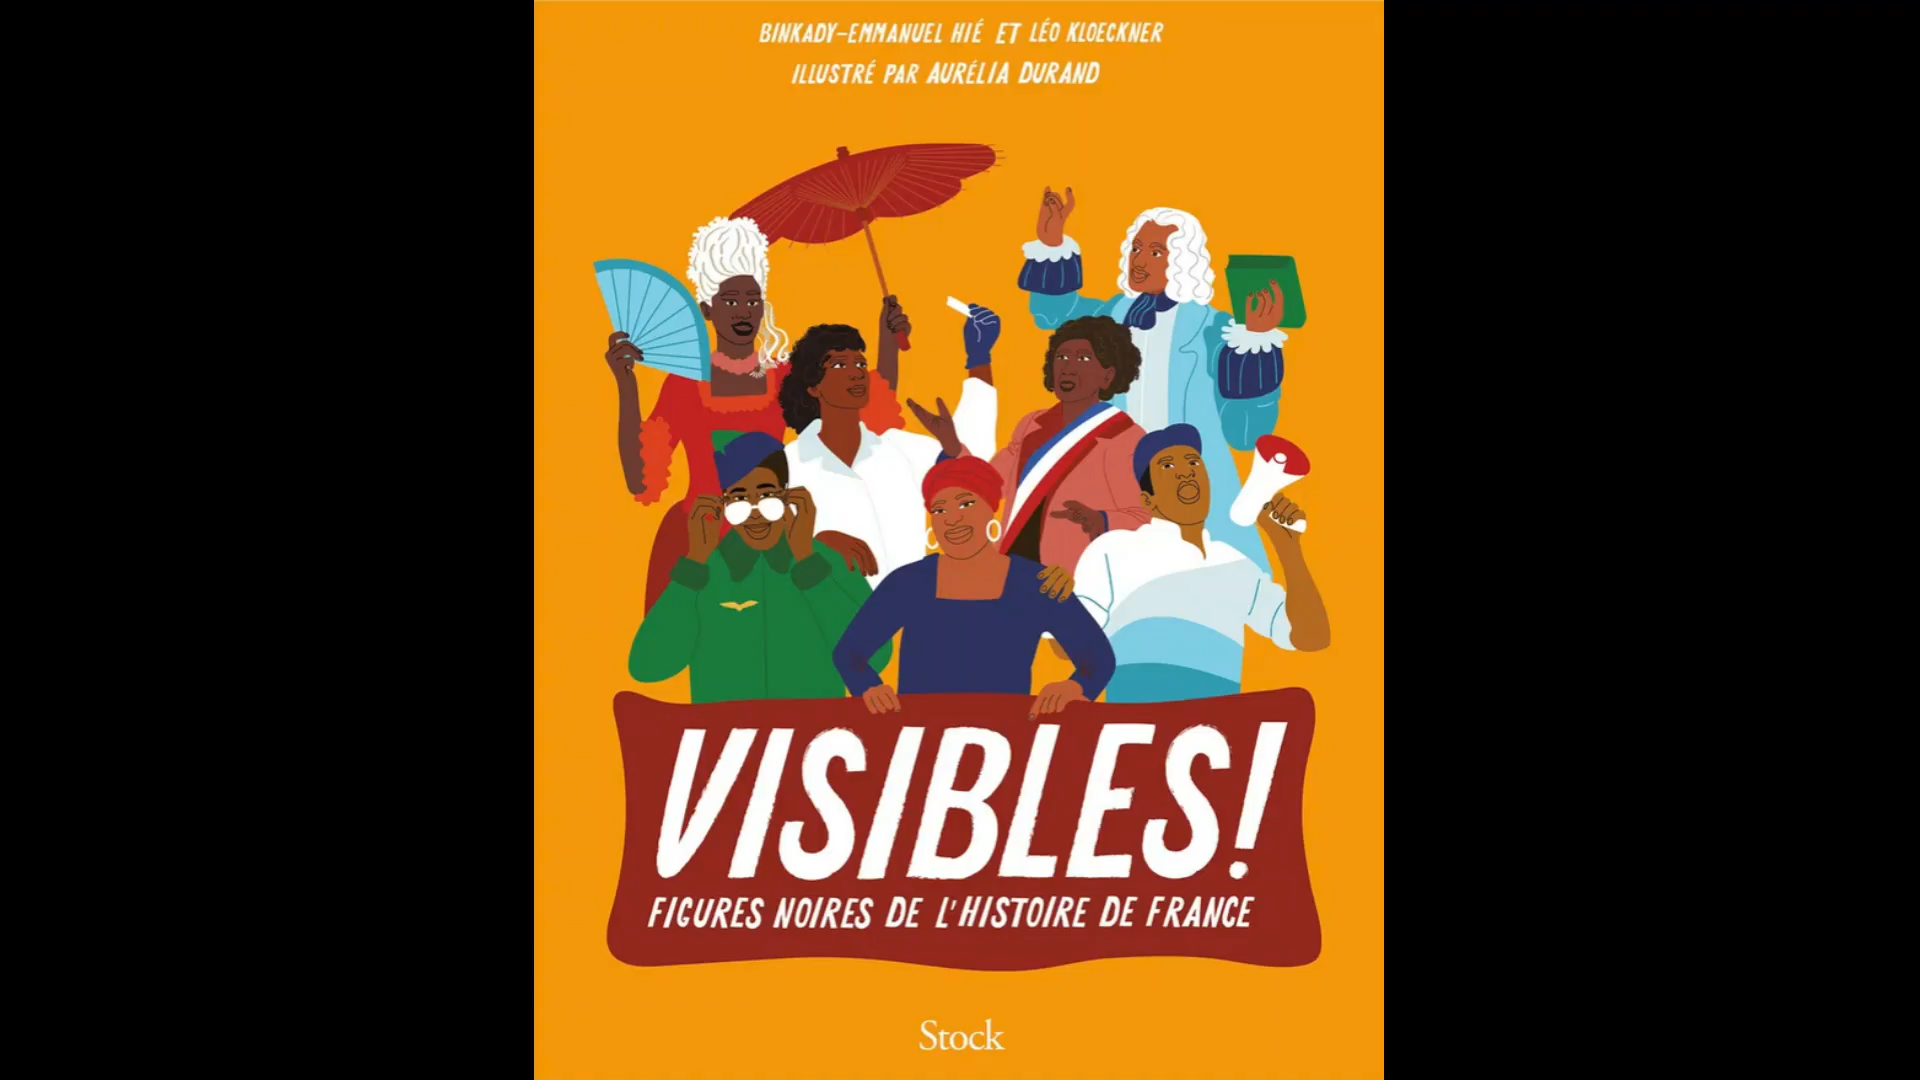 BINKADY-EMMANUEL HIÉ ET LÉO KLOECKNER
ILLUSTRÉ PAR AURÉLIA DURAND
VISIBLES!
FIGURES NOIRES DE L'HISTOIRE DE FRANCE
Stock